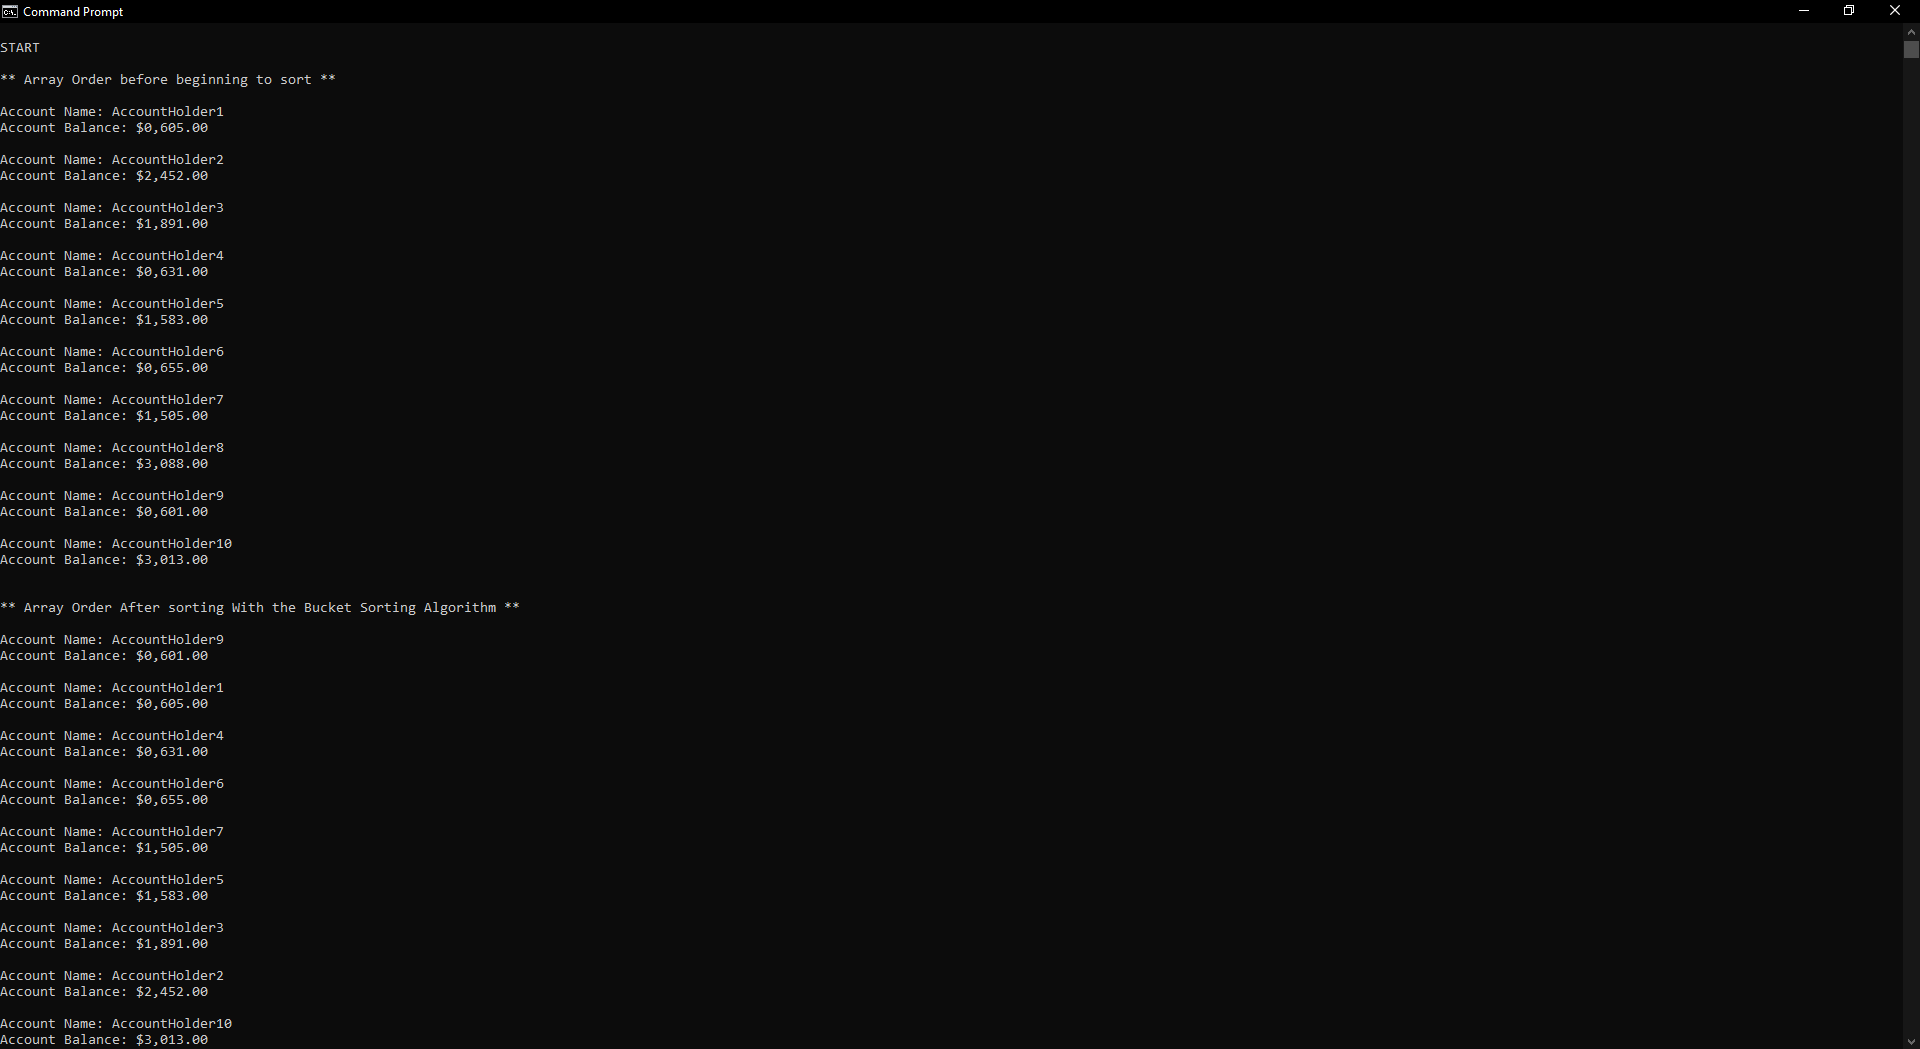 Command Prompt
START
** Array Order before beginning to sort **
Account Name: AccountHolder1
Account Balance: $0,605.00
Account Name: AccountHolder2
Account Balance: $2,452.00
Account Name: AccountHolder3
Account Balance: $1,891.00
Account Name: AccountHolder4
Account Balance: $0,631.00
Account Name: AccountHolder5
Account Balance: $1,583.00
Account Name: AccountHolder6
Account Balance: $0,655.00
Account Name: AccountHolder7
Account Balance: $1,505.00
Account Name: AccountHolder8
Account Balance: $3,088.00
Account Name: AccountHolder9
Account Balance: $0,601.00
Account Name: AccountHolder10
Account Balance: $3,013.00
** Array Order After sorting With the Bucket Sorting Algorithm **
Account Name: AccountHolder9
Account Balance: $0,601.00
Account Name: AccountHolder1
Account Balance: $0,605.00
Account Name: AccountHolder4
Account Balance: $0,631.00
Account Name: AccountHolder6
Account Balance: $0,655.00
Account Name: AccountHolder7
Account Balance: $1,505.00
Account Name: AccountHolder5
Account Balance: $1,583.00
Account Name: AccountHolder3
Account Balance: $1,891.00
Account Name: AccountHolder2
Account Balance: $2,452.00
Account Name: AccountHolder10
Account Balance: $3,013.00